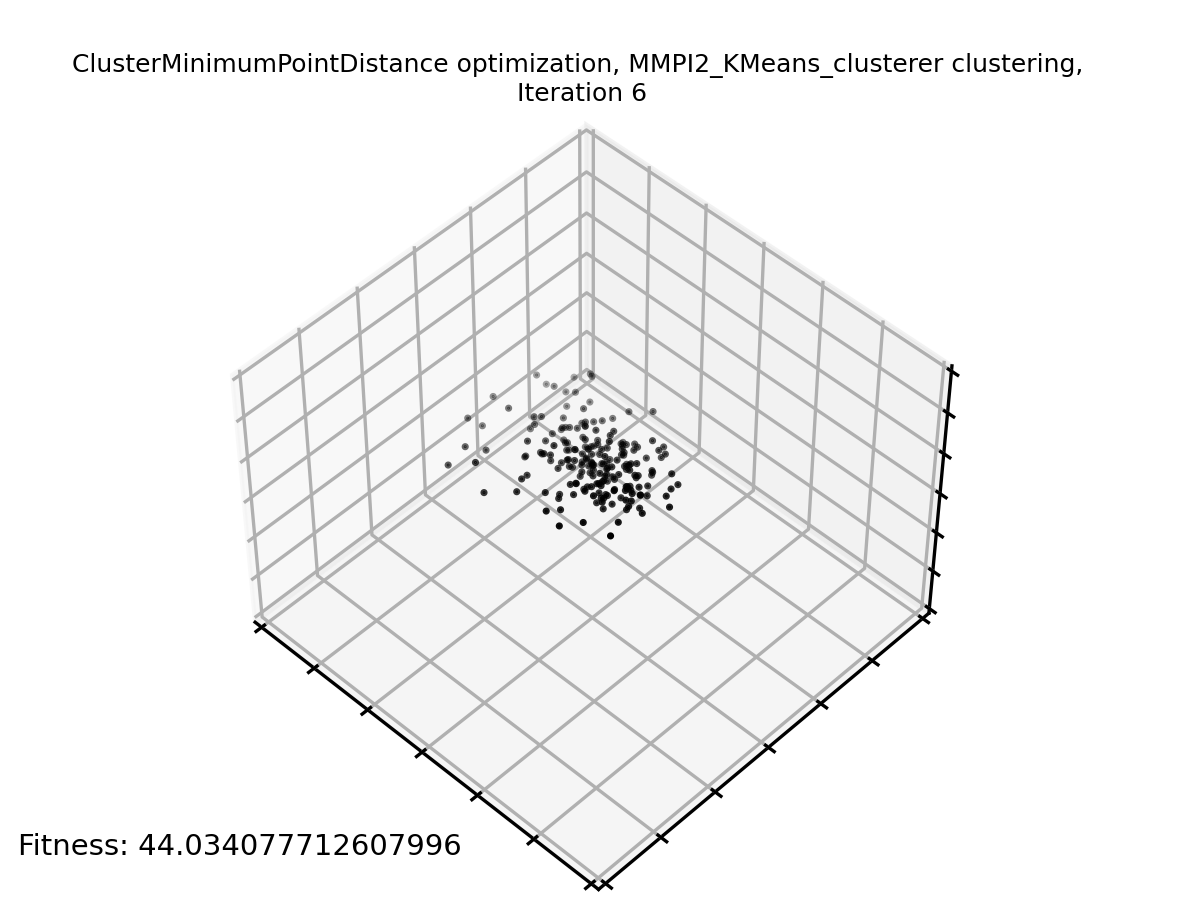 ClusterMinimumPointDistance optimization, MMPI2_KMeans_clusterer clustering,
Iteration 6
Fitness: 44.034077712607996